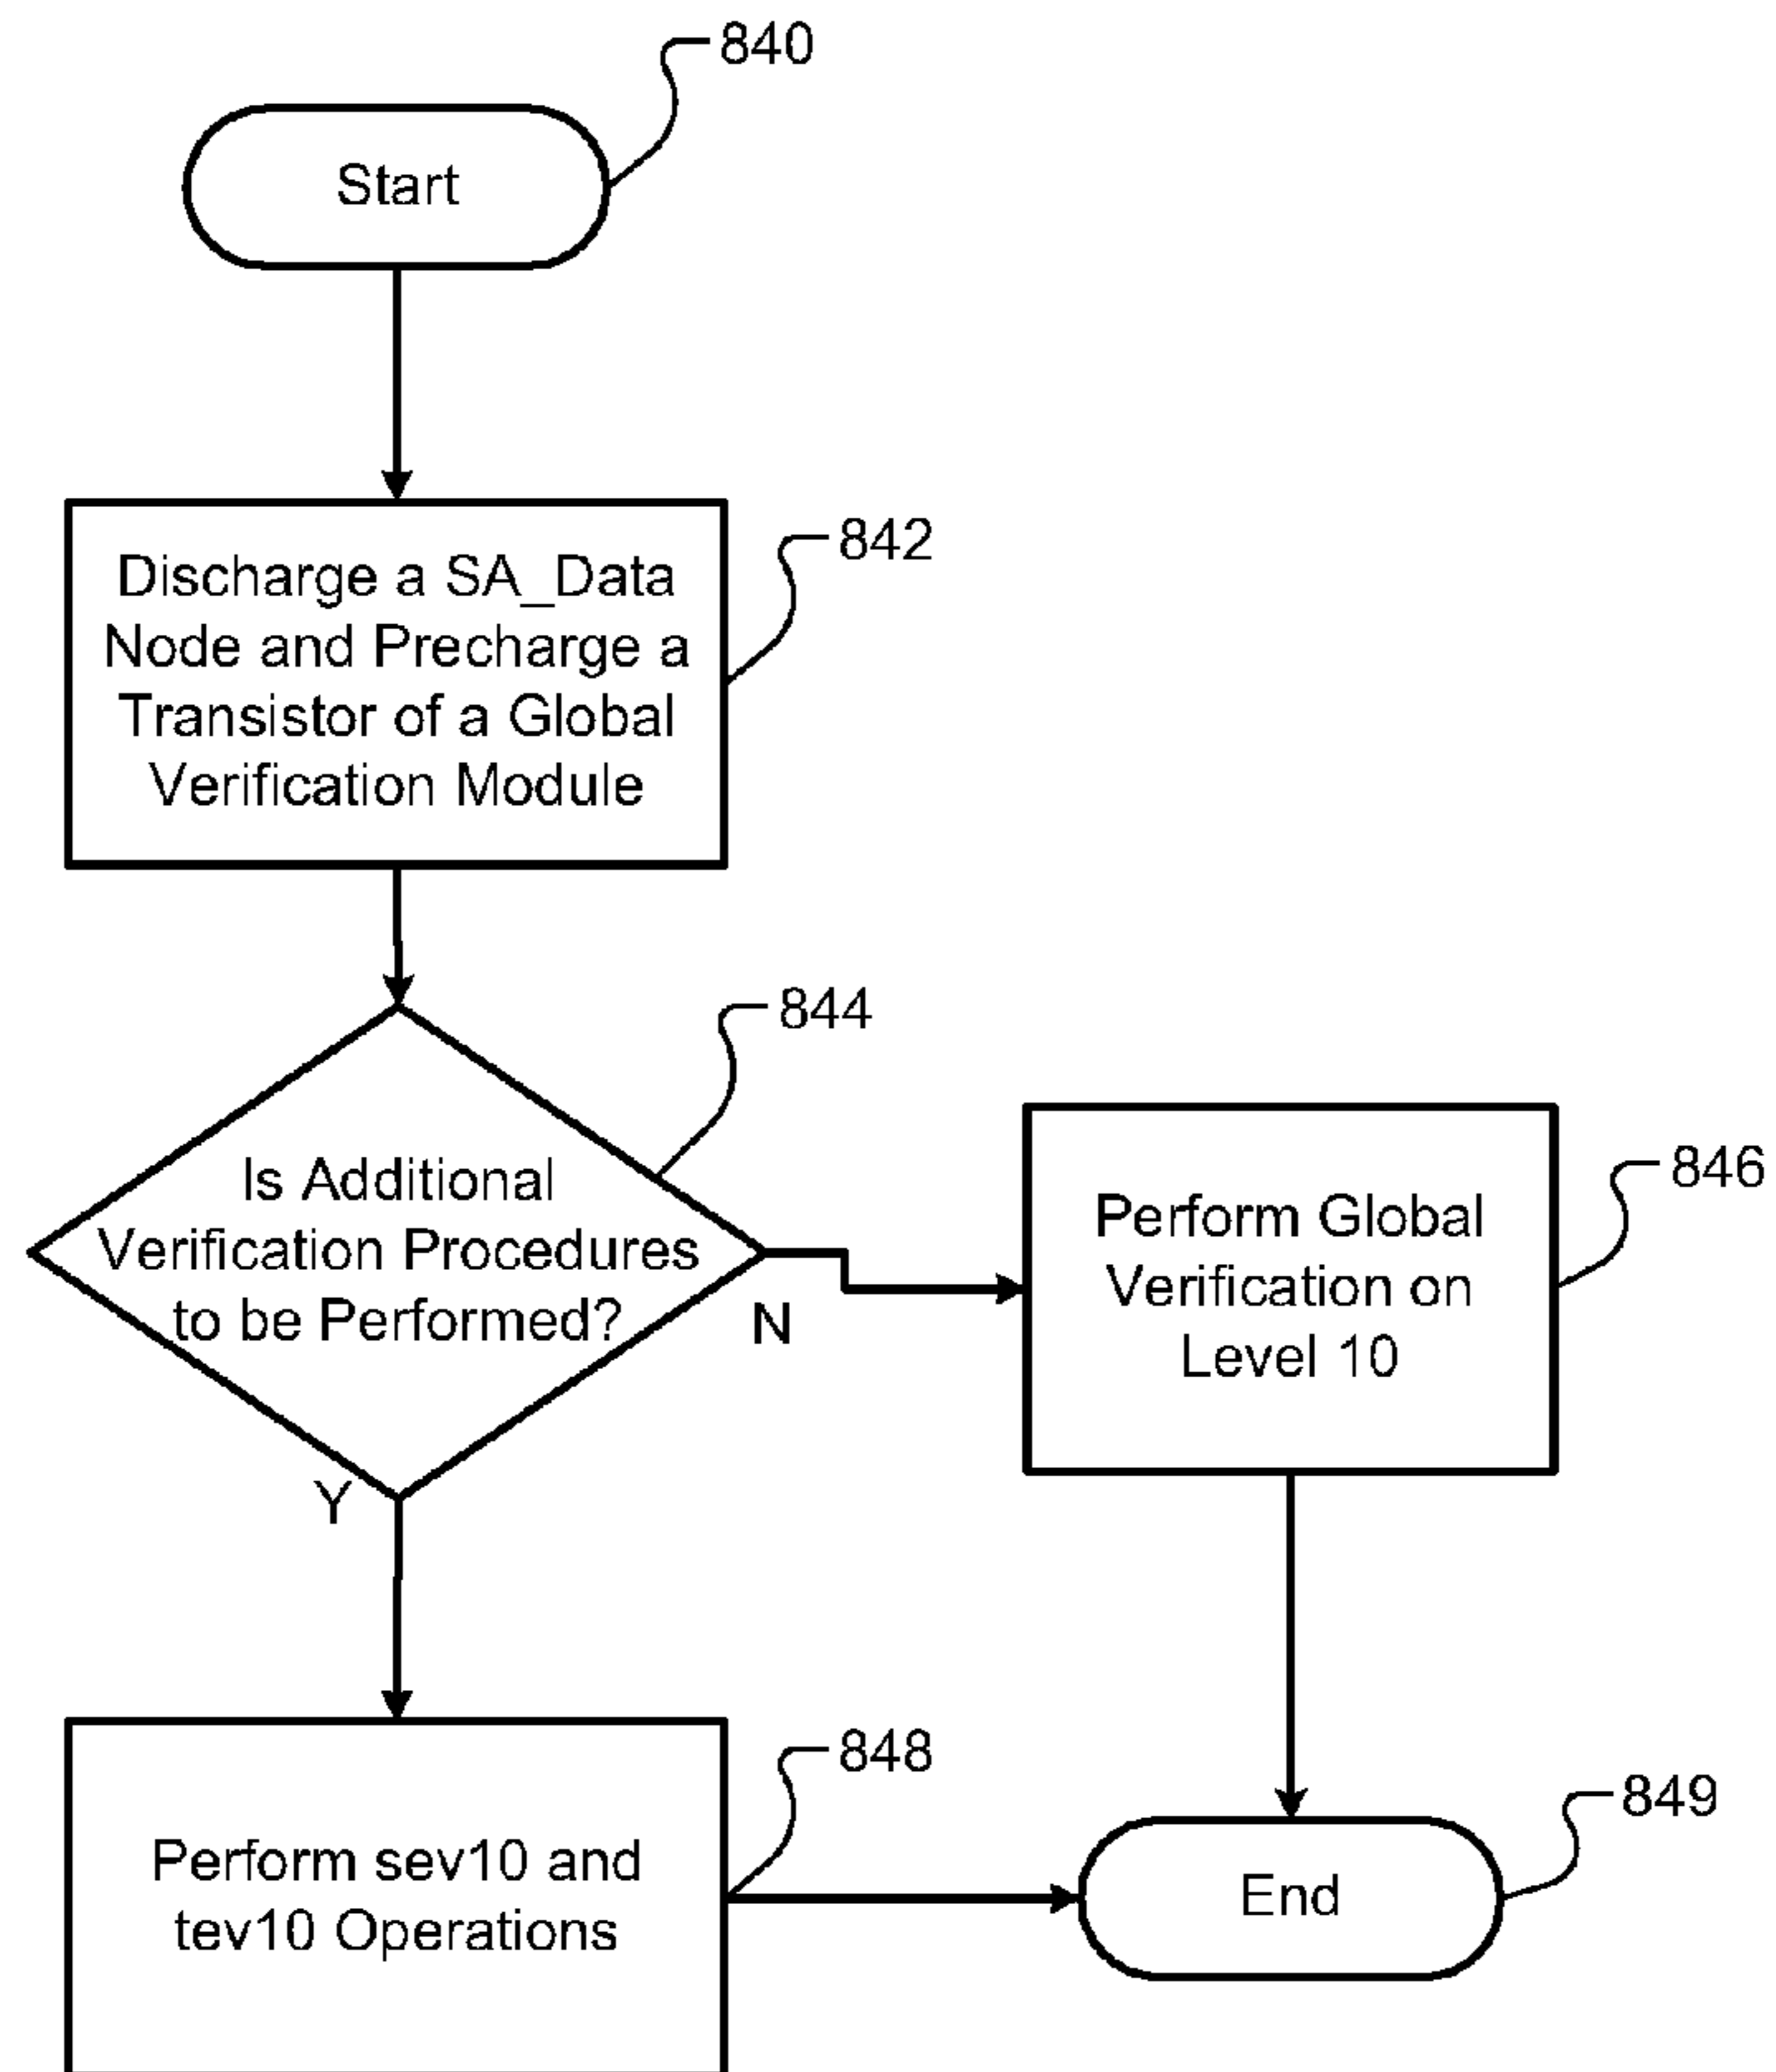 840
Start
842
Discharge a SA_Data
Node and Precharge a
Transistor of a Global
Verification Module
844
Is Additional
Verification Procedures
to be Performed?
N
Y
846
Perform Global
Verification on
Level 10
848
Perform sev10 and
tev10 Operations
849
End